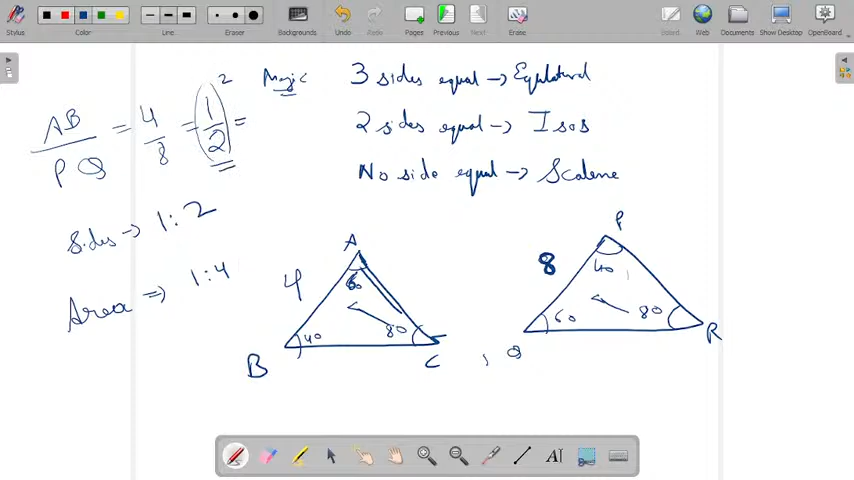 Stylus
Color
Line
Eraser
Backgrounds
Undo
Redo
Pages
Previous
Next
Erase
Board
Web
Documents
Show Desktop
OpenBoard
Magic
3 sides equal → Equilateral
2 sides equal → Isos
No side equal → Scalene
AB/PQ = 4/8 = (1/2)² =
Sides → 1:2
Area ⇒ 1:4
A
4
60
40
80
B
C
,
P
8
40
60
80
Q
R